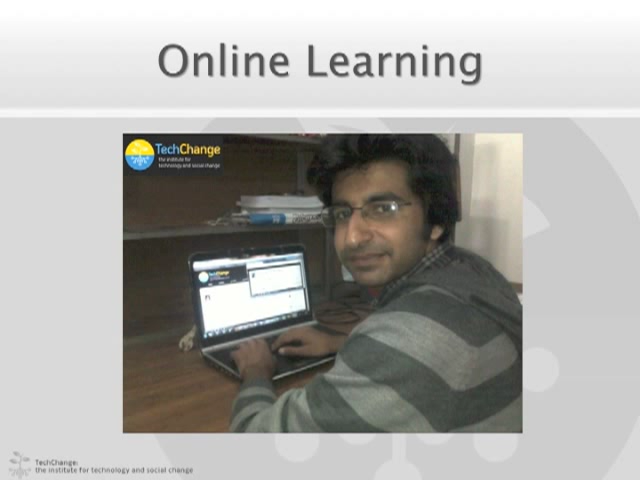 Online Learning
TechChange
the institute for
technology and social change
TechChange
TechChange:
the institute for technology and social change